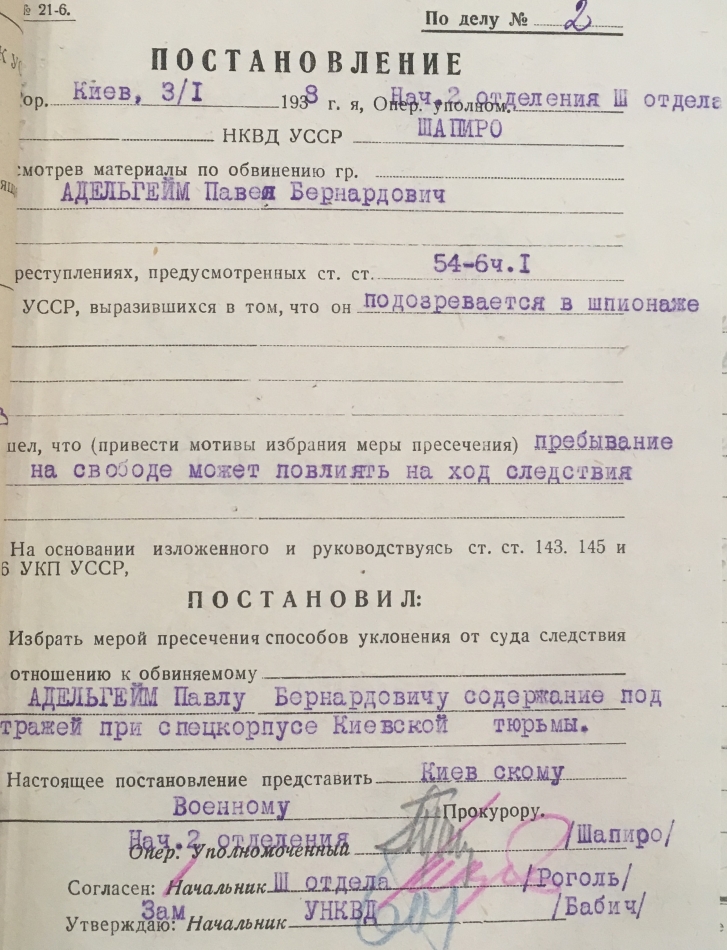 № 21-6.
По делу № 2
ПОСТАНОВЛЕНИЕ
ор. Киев, 3/I 1938 г. я, Опер. уполном. Нач.2 отделения Ш отдела
НКВД УССР ШАПИРО
смотрев материалы по обвинению гр.
АДЕЛЬГЕЙМ Павел Бернардович
реступлениях, предусмотренных ст. ст. 54-6ч.I
УССР, выразившихся в том, что он подозревается в шпионаже
шел, что (привести мотивы избрания меры пресечения) пребывание
на свободе может повлиять на ход следствия
На основании изложенного и руководствуясь ст. ст. 143. 145 и
6 УКП УССР,
ПОСТАНОВИЛ:
Избрать мерой пресечения способов уклонения от суда следствия
отношению к обвиняемому
АДЕЛЬГЕЙМ Павлу Бернардовичу содержание под
тражей при спецкорпусе Киевской тюрьмы.
Настоящее постановление представить Киев скому
Военному Прокурору.
Нач.2 отделения
Опер. Уполномоченный /Шапиро/
Согласен: Начальник Ш отдела /Роголь/
Утверждаю: Зам Начальник УНКВД /Бабич/